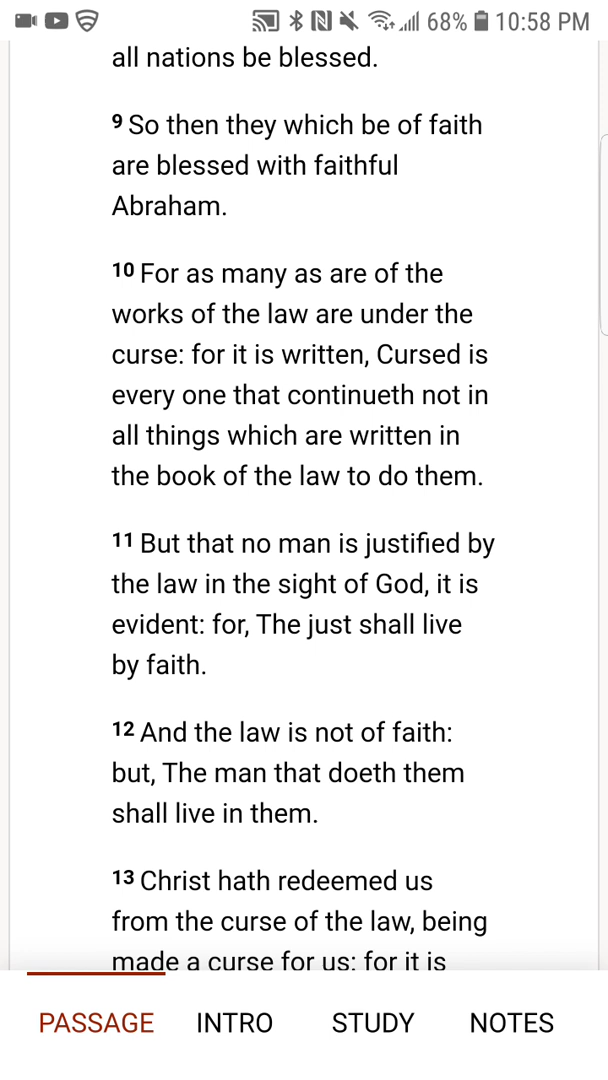 68% 10:58 PM
all nations be blessed.
9 So then they which be of faith
are blessed with faithful
Abraham.
10 For as many as are of the
works of the law are under the
curse: for it is written, Cursed is
every one that continueth not in
all things which are written in
the book of the law to do them.
11 But that no man is justified by
the law in the sight of God, it is
evident: for, The just shall live
by faith.
12 And the law is not of faith:
but, The man that doeth them
shall live in them.
13 Christ hath redeemed us
from the curse of the law, being
made a curse for us: for it is
PASSAGE INTRO STUDY NOTES